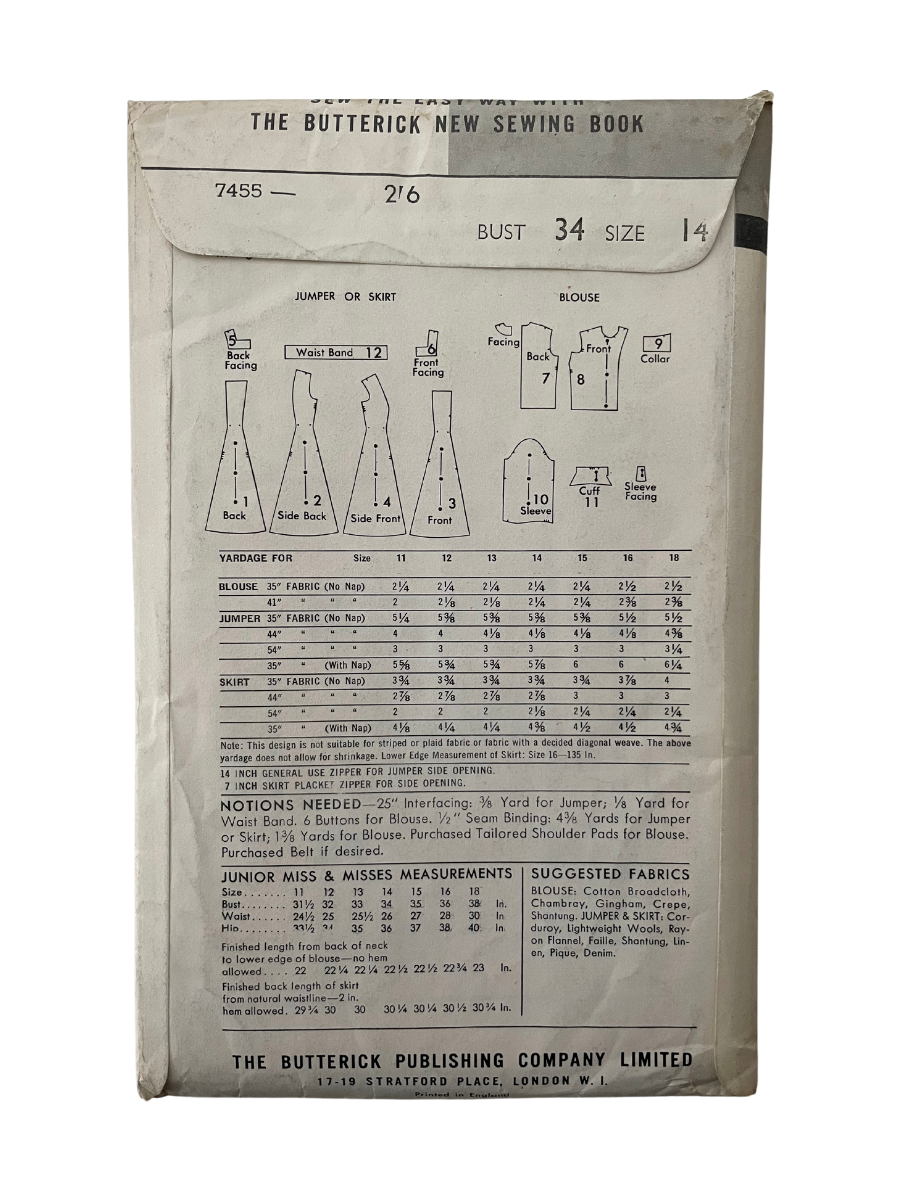 SEW THE EASY WAY WITH
THE BUTTERICK NEW SEWING BOOK
7455 — 2'6
BUST 34 SIZE 14
JUMPER OR SKIRT
5
Back
Facing
Waist Band 12
6
Front
Facing
1
Back
2
Side Back
4
Side Front
3
Front
BLOUSE
Facing
Back
7
Front
8
9
Collar
10
Sleeve
Cuff
11
Sleeve
Facing
YARDAGE FOR Size 11 12 13 14 15 16 18
BLOUSE 35" FABRIC (No Nap) 2¼ 2¼ 2¼ 2¼ 2¼ 2½ 2½
41" " " " 2 2⅛ 2⅛ 2¼ 2¼ 2⅜ 2⅜
JUMPER 35" FABRIC (No Nap) 5¼ 5⅜ 5⅜ 5⅜ 5⅜ 5½ 5½
44" " " " 4 4 4⅛ 4⅛ 4⅛ 4⅛ 4⅜
54" " " " 3 3 3 3 3 3 3¼
35" " (With Nap) 5⅝ 5¾ 5¾ 5⅞ 6 6 6¼
SKIRT 35" FABRIC (No Nap) 3¾ 3¾ 3¾ 3¾ 3¾ 3⅞ 4
44" " " " 2⅞ 2⅞ 2⅞ 2⅞ 3 3 3
54" " " " 2 2 2 2⅛ 2¼ 2¼ 2¼
35" " (With Nap) 4⅛ 4¼ 4¼ 4⅜ 4½ 4½ 4¾
Note: This design is not suitable for striped or plaid fabric or fabric with a decided diagonal weave. The above
yardage does not allow for shrinkage. Lower Edge Measurement of Skirt: Size 16—135 In.
14 INCH GENERAL USE ZIPPER FOR JUMPER SIDE OPENING.
7 INCH SKIRT PLACKET ZIPPER FOR SIDE OPENING.
NOTIONS NEEDED—25" Interfacing: ⅜ Yard for Jumper; ⅛ Yard for
Waist Band. 6 Buttons for Blouse. ½" Seam Binding: 4⅜ Yards for Jumper
or Skirt; 1⅜ Yards for Blouse. Purchased Tailored Shoulder Pads for Blouse.
Purchased Belt if desired.
JUNIOR MISS & MISSES MEASUREMENTS
Size....... 11 12 13 14 15 16 18
Bust........ 31½ 32 33 34 35 36 38 In.
Waist...... 24½ 25 25½ 26 27 28 30 In
Hip........ 33½ 34 35 36 37 38 40 In.
Finished length from back of neck
to lower edge of blouse—no hem
allowed.... 22 22¼ 22¼ 22½ 22½ 22¾ 23 In.
Finished back length of skirt
from natural waistline—2 in.
hem allowed. 29¾ 30 30 30¼ 30¼ 30½ 30¾ In.
SUGGESTED FABRICS
BLOUSE: Cotton Broadcloth,
Chambray, Gingham, Crepe,
Shantung. JUMPER & SKIRT: Cor-
duroy, Lightweight Wools, Ray-
on Flannel, Faille, Shantung, Lin-
en, Pique, Denim.
THE BUTTERICK PUBLISHING COMPANY LIMITED
17-19 STRATFORD PLACE, LONDON W. I.
Printed in England